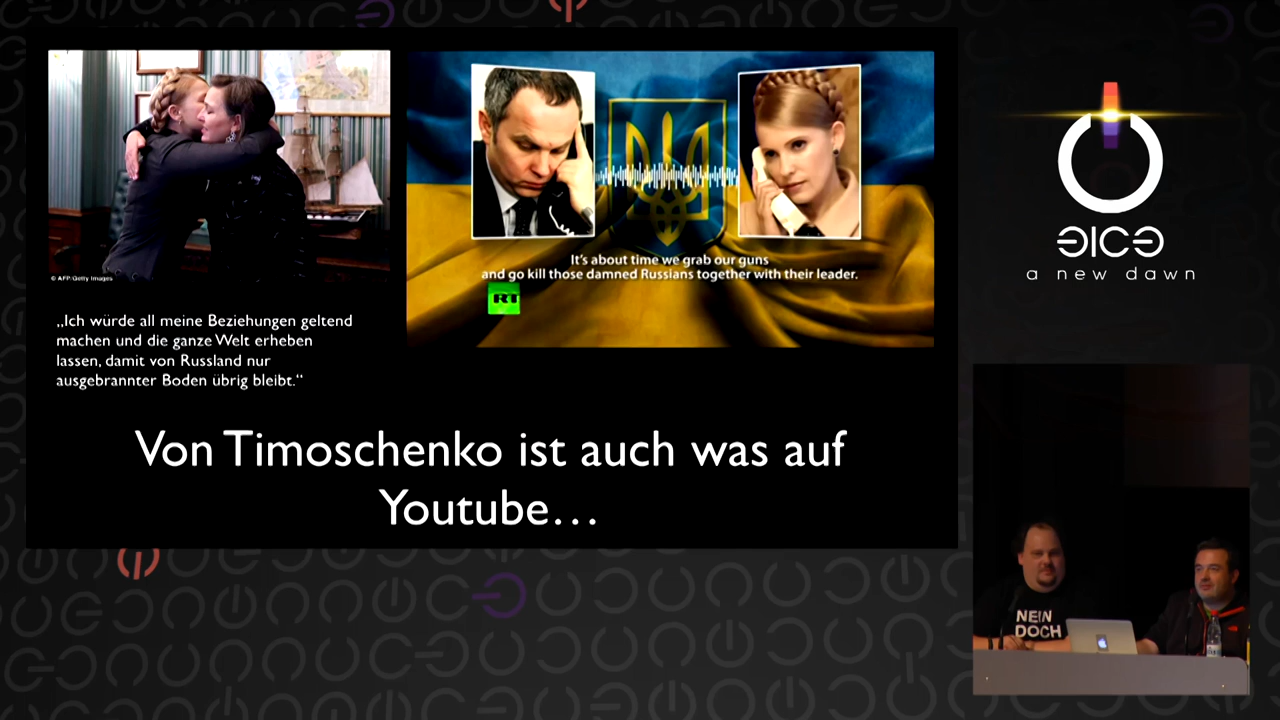 © AFP/Getty Images
„Ich würde all meine Beziehungen geltend
machen und die ganze Welt erheben
lassen, damit von Russland nur
ausgebrannter Boden übrig bleibt.“
It's about time we grab our guns
and go kill those damned Russians together with their leader.
RT
Von Timoschenko ist auch was auf
Youtube…
a new dawn
NEIN
DOCH